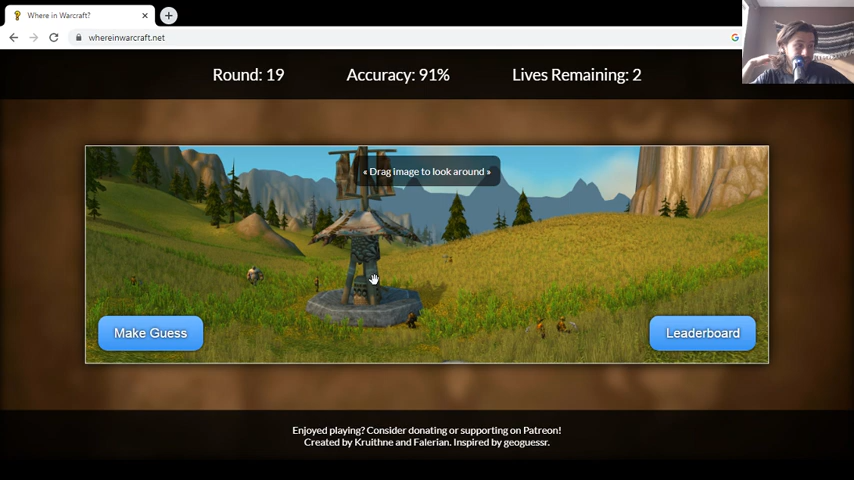 Where in Warcraft?
whereinwarcraft.net
Round: 19
Accuracy: 91%
Lives Remaining: 2
« Drag image to look around »
Make Guess
Leaderboard
Enjoyed playing? Consider donating or supporting on Patreon!
Created by Kruithne and Falerian. Inspired by geoguessr.